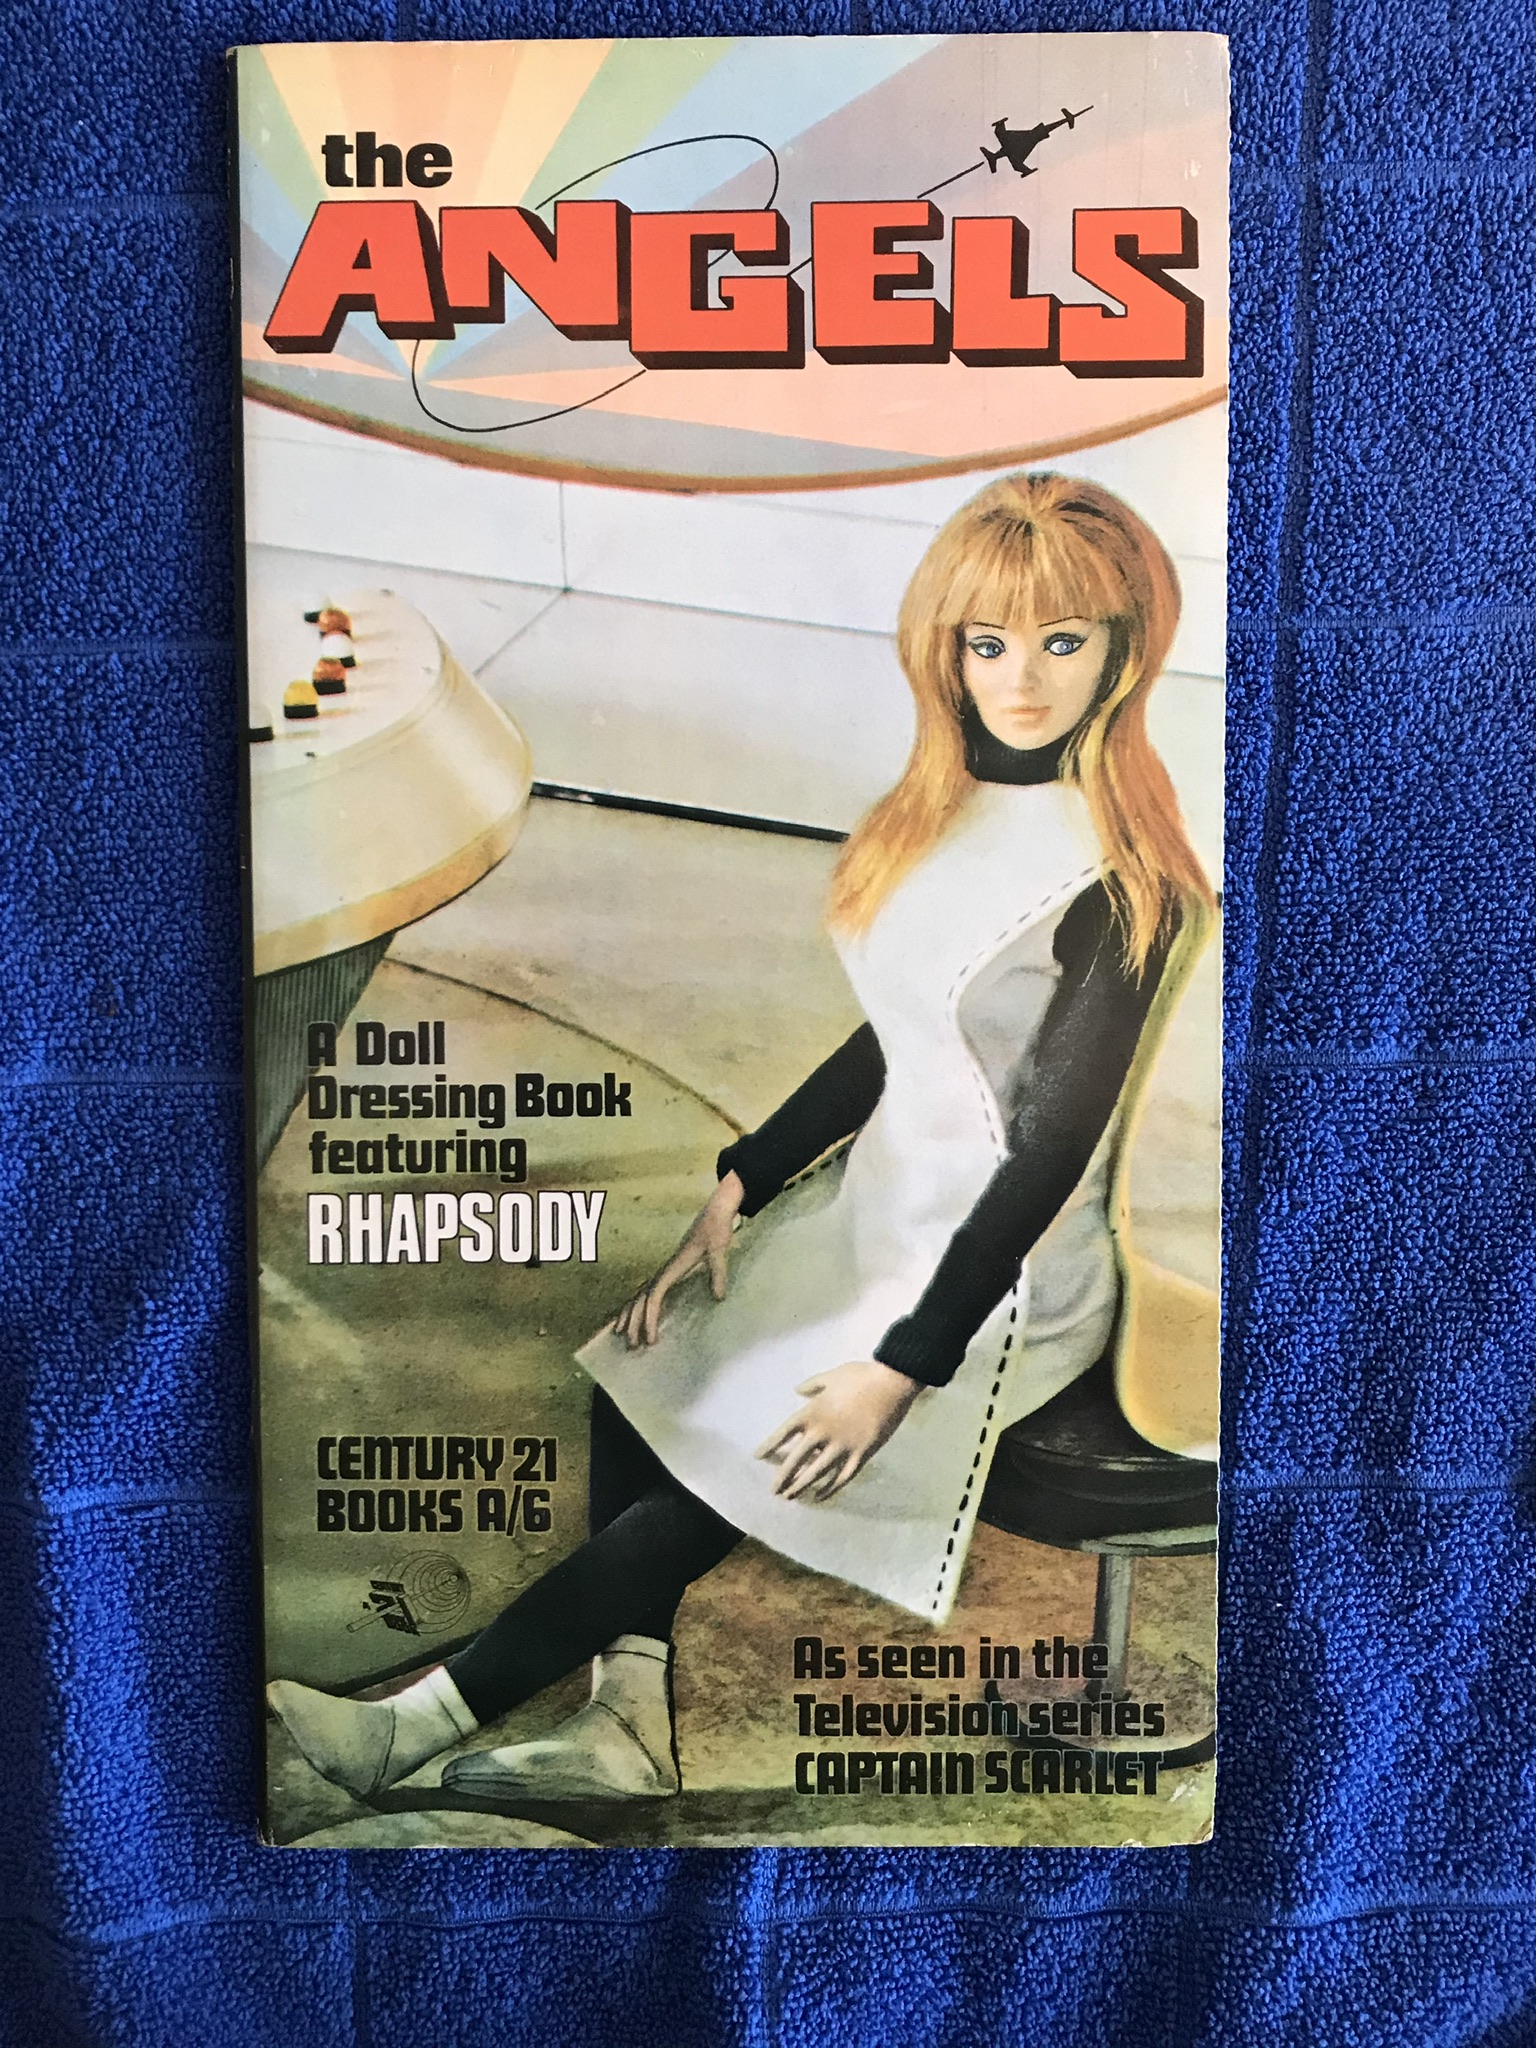 the
ANGELS
A Doll
Dressing Book
featuring
RHAPSODY
CENTURY 21
BOOKS A/6
21
As seen in the
Television series
CAPTAIN SCARLET